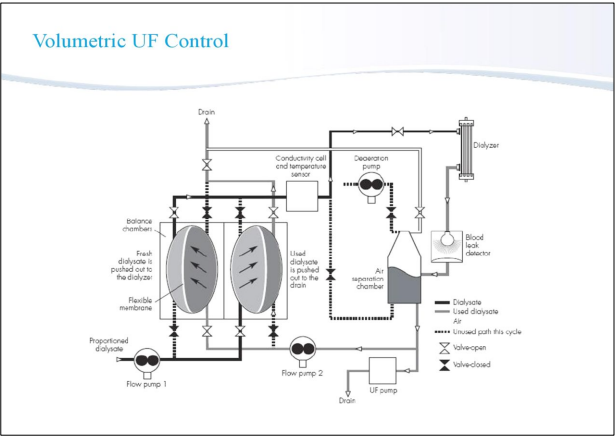 Volumetric UF Control
Drain
Conductivity cell
and temperature
sensor
Deaeration
pump
Dialyzer
Balance
chambers
Fresh
dialysate is
pushed out to
the dialyzer
Flexible
membrane
Used
dialysate
is pushed
out to the
drain
Air
separation
chamber
Blood
leak
detector
Proportioned
dialysate
Flow pump 1
Flow pump 2
UF pump
Drain
Dialysate
Used dialysate
Air
Unused path this cycle
Valve-open
Valve-closed